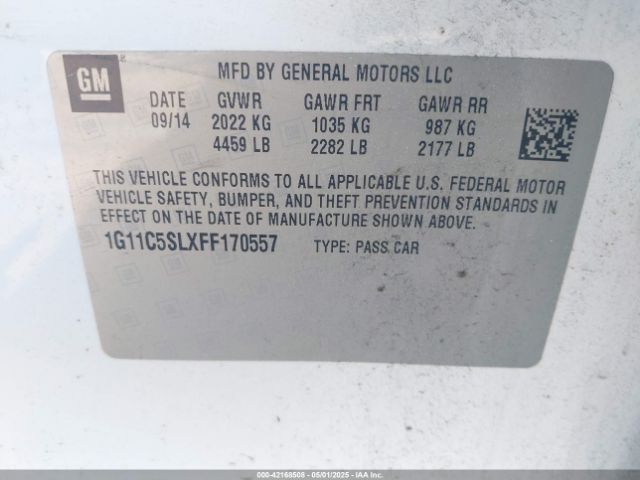 GM
MFD BY GENERAL MOTORS LLC
DATE GVWR GAWR FRT GAWR RR
09/14 2022 KG 1035 KG 987 KG
4459 LB 2282 LB 2177 LB
THIS VEHICLE CONFORMS TO ALL APPLICABLE U.S. FEDERAL MOTOR
VEHICLE SAFETY, BUMPER, AND THEFT PREVENTION STANDARDS IN
EFFECT ON THE DATE OF MANUFACTURE SHOWN ABOVE.
1G11C5SLXFF170557 TYPE: PASS CAR
000-42168508 - 05/01/2025 - IAAI.COM